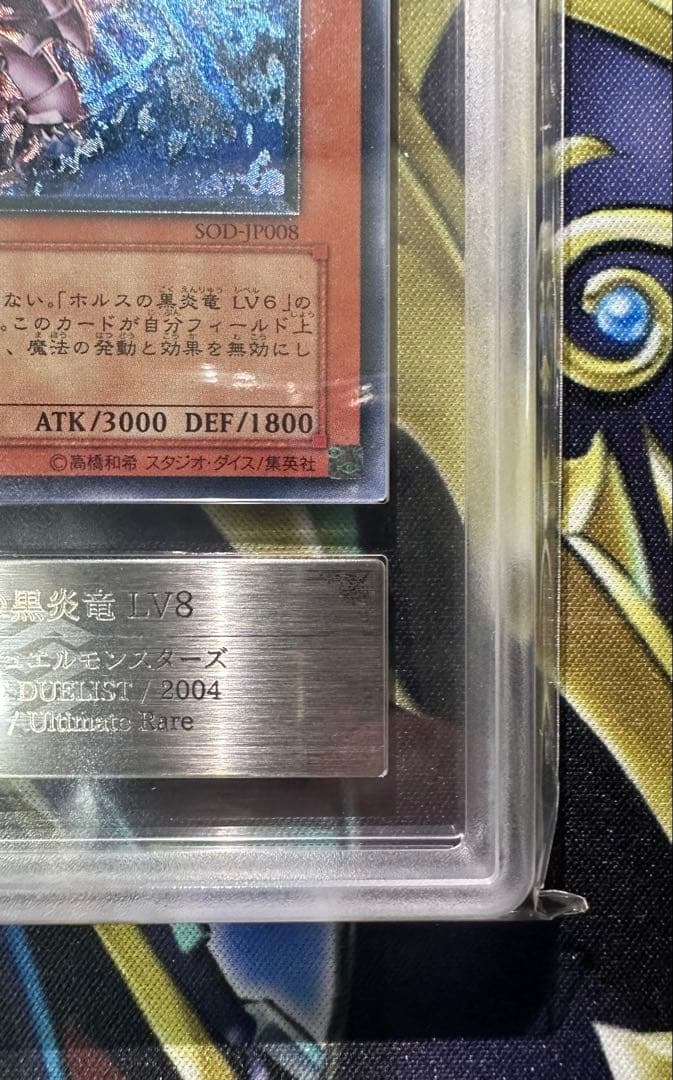 SOD-JP008
ない。「ホルスの黒炎竜 LV6」の
。このカードが自分フィールド上
、魔法の発動と効果を無効にし
ATK/3000 DEF/1800
©高橋和希 スタジオ・ダイス/集英社
黒炎竜 LV8
ュエルモンスターズ
DUELIST / 2004
/ Ultimate Rare